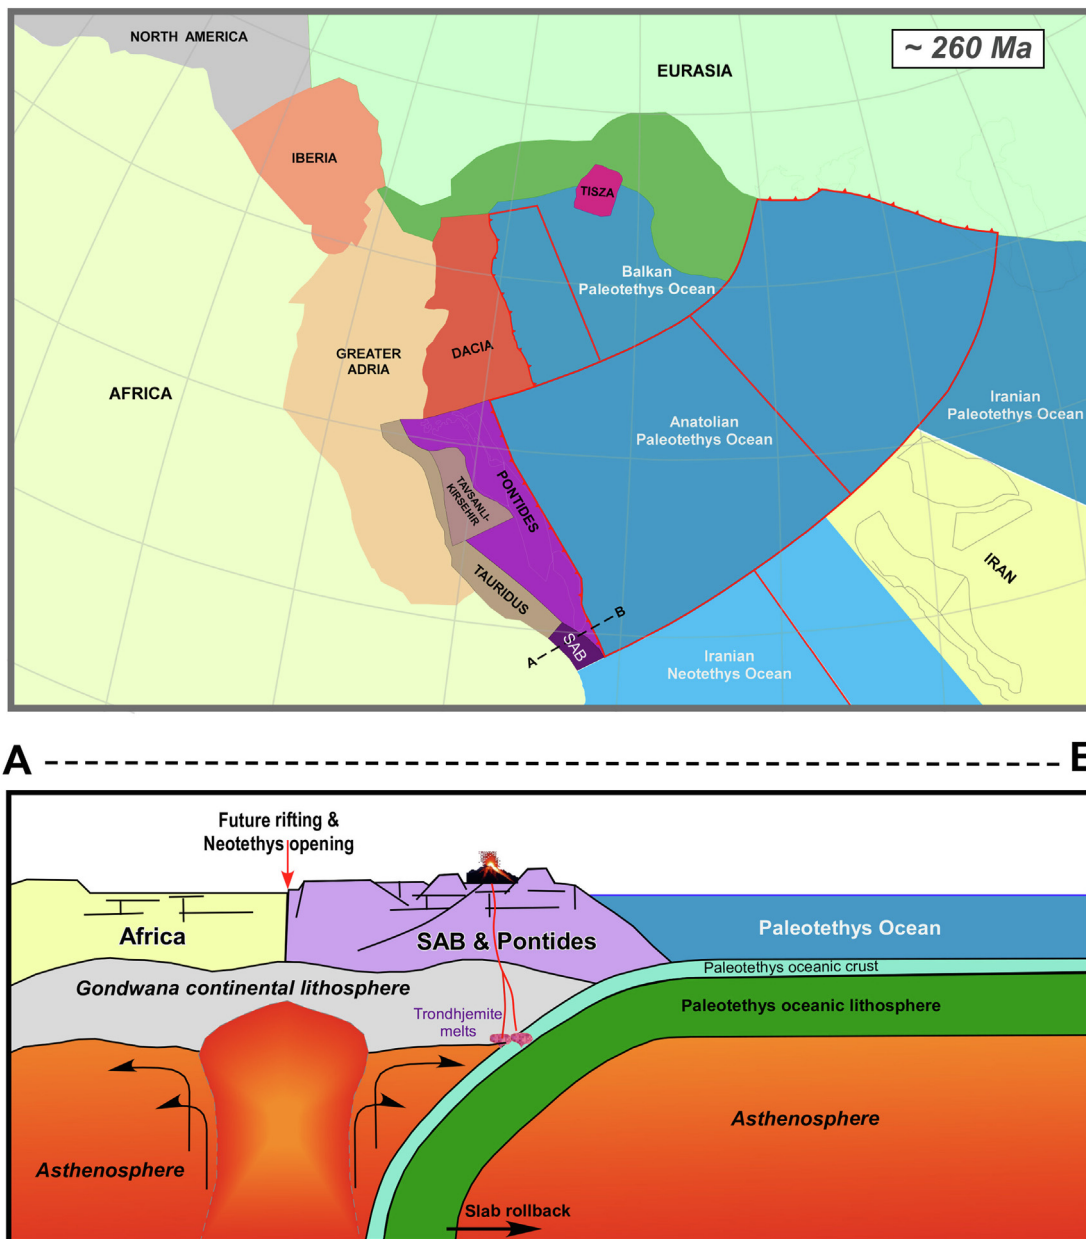 ~ 260 Ma
NORTH AMERICA
EURASIA
IBERIA
TISZA
Balkan
Paleotethys Ocean
DACIA
GREATER
ADRIA
AFRICA
Iranian
Paleotethys Ocean
Anatolian
Paleotethys Ocean
PONTIDES
TAVSANLI-
KIRSEHIR
IRAN
TAURIDUS
B
SAB
A
Iranian
Neotethys Ocean
A
B
Future rifting &
Neotethys opening
Africa
SAB & Pontides
Paleotethys Ocean
Paleotethys oceanic crust
Gondwana continental lithosphere
Paleotethys oceanic lithosphere
Trondhjemite
melts
Asthenosphere
Asthenosphere
Slab rollback